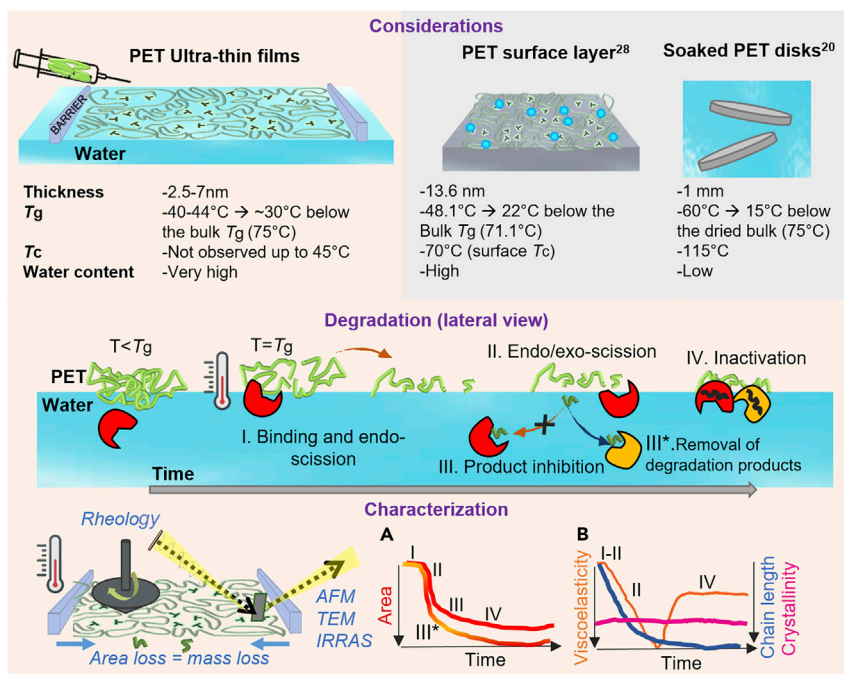 Considerations
PET Ultra-thin films
BARRIER
Water
Thickness -2.5-7nm
Tg -40-44°C → ~30°C below
the bulk Tg (75°C)
Tc -Not observed up to 45°C
Water content -Very high
PET surface layer²⁸
-13.6 nm
-48.1°C → 22°C below the
Bulk Tg (71.1°C)
-70°C (surface Tc)
-High
Soaked PET disks²⁰
-1 mm
-60°C → 15°C below
the dried bulk (75°C)
-115°C
-Low
Degradation (lateral view)
T<Tg
T=Tg
PET
Water
I. Binding and endo-
scission
II. Endo/exo-scission
III. Product inhibition
III*.Removal of
degradation products
IV. Inactivation
Time
Characterization
Rheology
AFM
TEM
IRRAS
Area loss = mass loss
A
Area
I
II
III
III*
IV
Time
B
Viscoelasticity
I-II
II
IV
Chain length
Crystallinity
Time